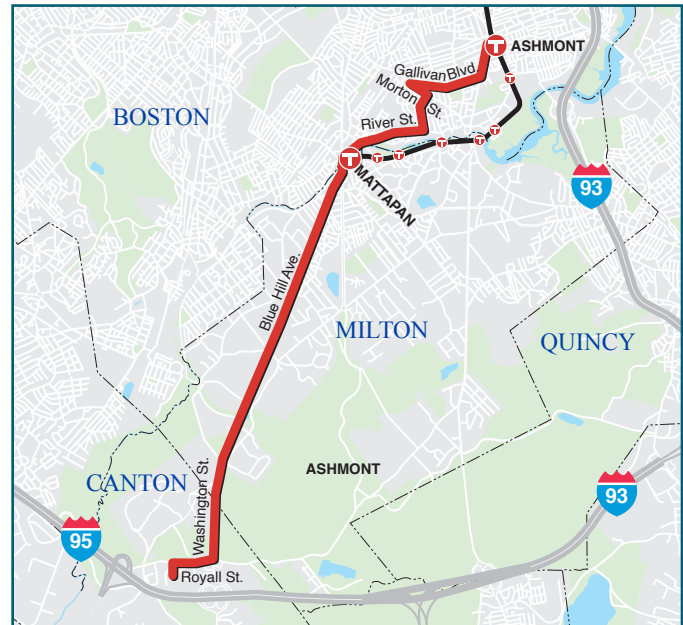 T ASHMONT
Gallivan Blvd.
Morton St.
T
BOSTON
River St.
T
T
T
T T T
MATTAPAN
93
Blue Hill Ave.
MILTON
QUINCY
ASHMONT
CANTON
Washington St.
93
95
Royall St.